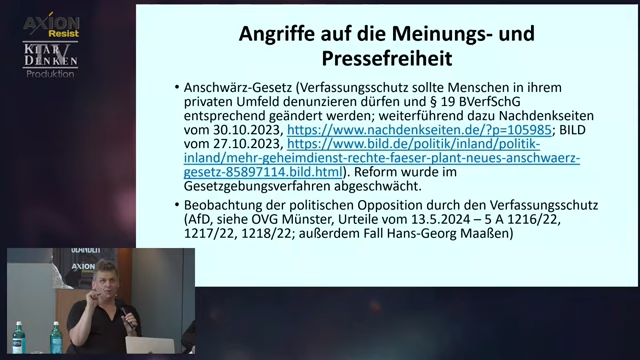 AXION
Resist
KLAR
DENKEN
TV
Produktion
Angriffe auf die Meinungs- und
Pressefreiheit
• Anschwärz-Gesetz (Verfassungsschutz sollte Menschen in ihrem
privaten Umfeld denunzieren dürfen und § 19 BVerfSchG
entsprechend geändert werden; weiterführend dazu Nachdenkseiten
vom 30.10.2023, https://www.nachdenkseiten.de/?p=105985; BILD
vom 27.10.2023, https://www.bild.de/politik/inland/politik-
inland/mehr-geheimdienst-rechte-faeser-plant-neues-anschwaerz-
gesetz-85897114.bild.html). Reform wurde im
Gesetzgebungsverfahren abgeschwächt.
• Beobachtung der politischen Opposition durch den Verfassungsschutz
(AfD, siehe OVG Münster, Urteile vom 13.5.2024 – 5 A 1216/22,
1217/22, 1218/22; außerdem Fall Hans-Georg Maaßen)
AXION